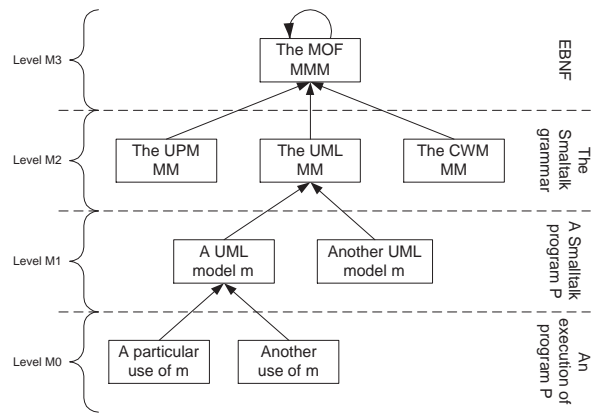 Level M3
The MOF
MMM
EBNF
Level M2
The UPM
MM
The UML
MM
The CWM
MM
The
Smaltalk
grammar
Level M1
A UML
model m
Another UML
model m
A Smalltalk
program P
Level M0
A particular
use of m
Another
use of m
An
execution of
program P